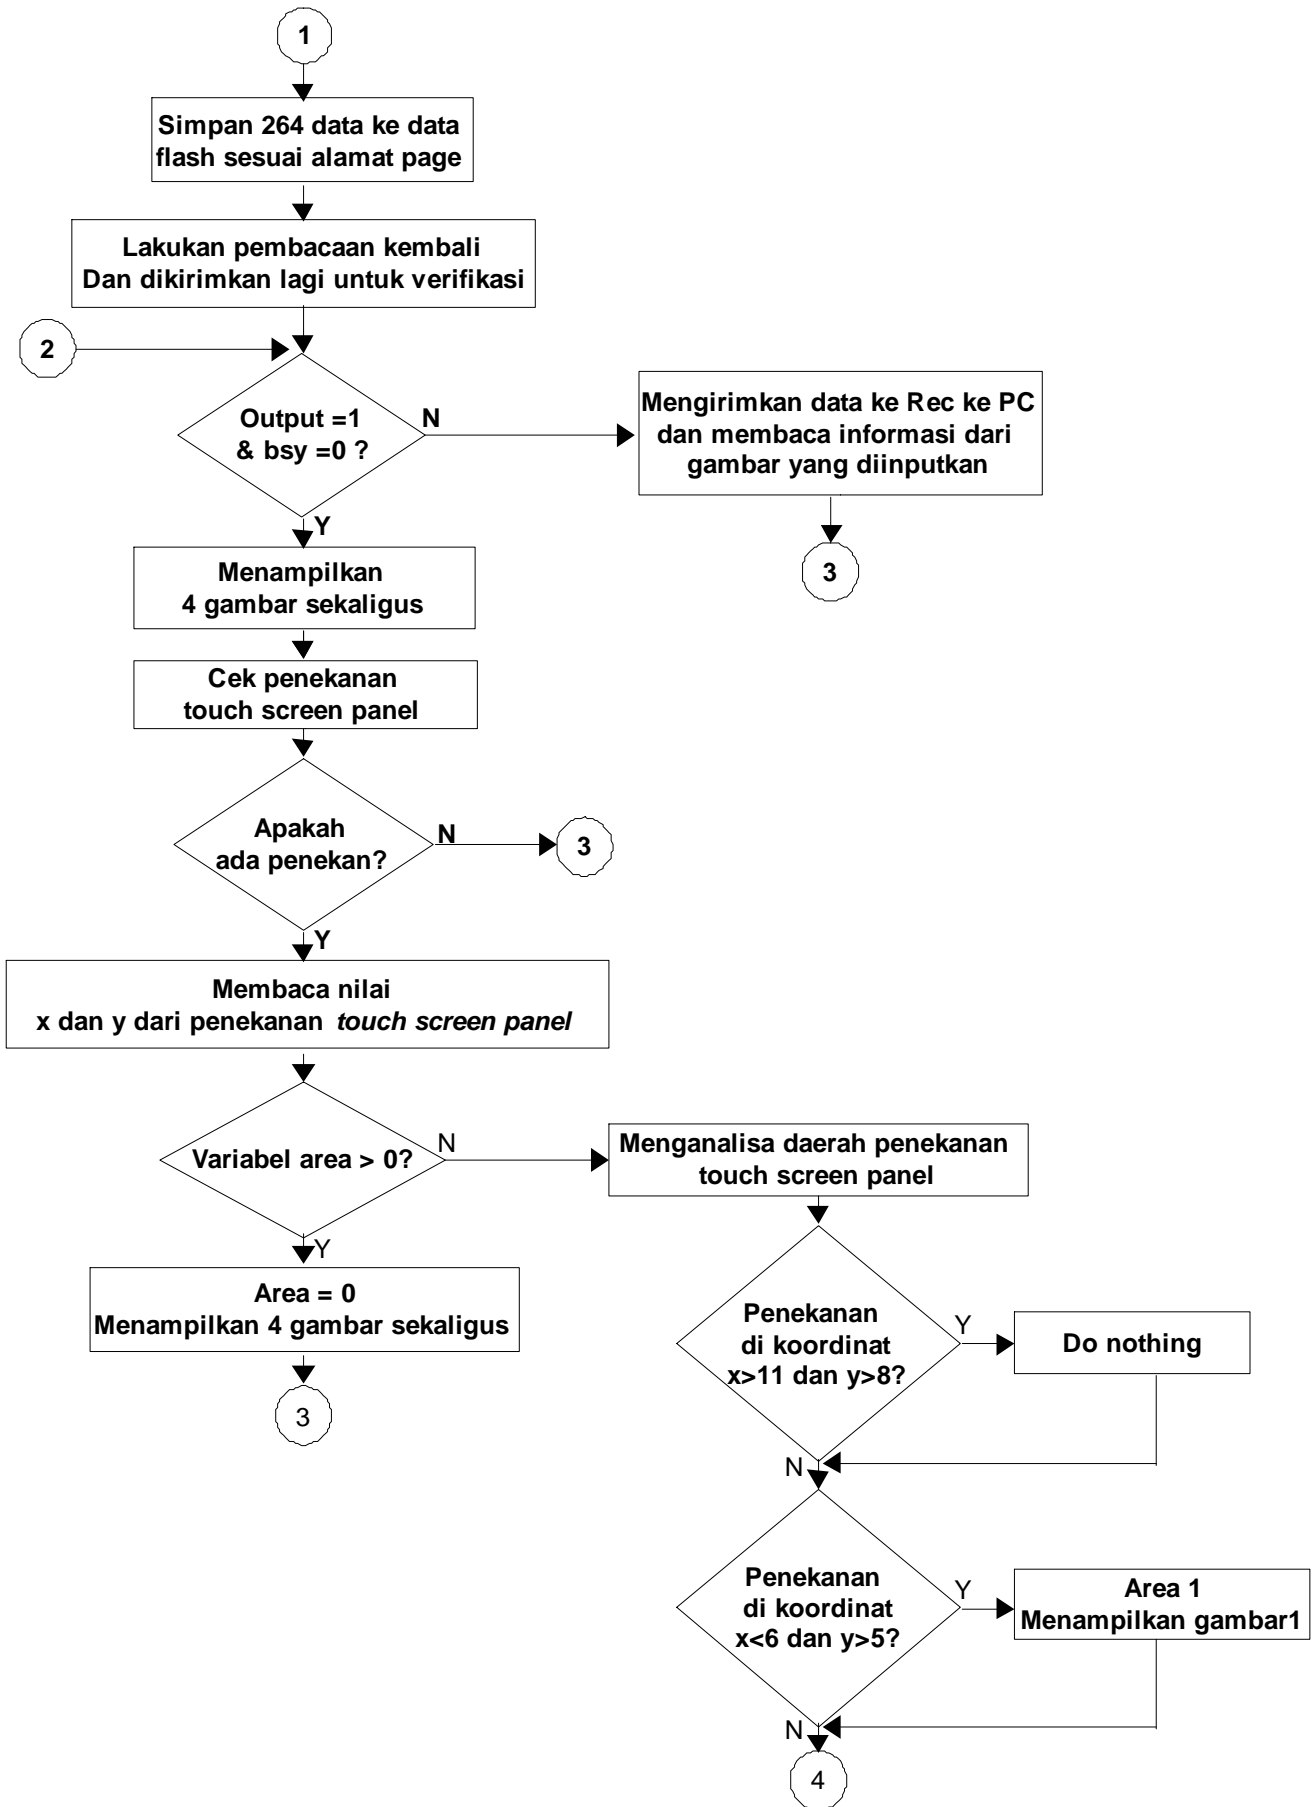 1
Simpan 264 data ke data
flash sesuai alamat page
Lakukan pembacaan kembali
Dan dikirimkan lagi untuk verifikasi
2
Output =1
& bsy =0 ?
N
Mengirimkan data ke Rec ke PC
dan membaca informasi dari
gambar yang diinputkan
3
Y
Menampilkan
4 gambar sekaligus
Cek penekanan
touch screen panel
Apakah
ada penekan?
N
3
Y
Membaca nilai
x dan y dari penekanan touch screen panel
Variabel area > 0?
N
Menganalisa daerah penekanan
touch screen panel
Y
Area = 0
Menampilkan 4 gambar sekaligus
3
Penekanan
di koordinat
x>11 dan y>8?
Y
Do nothing
N
Penekanan
di koordinat
x<6 dan y>5?
Y
Area 1
Menampilkan gambar1
N
4